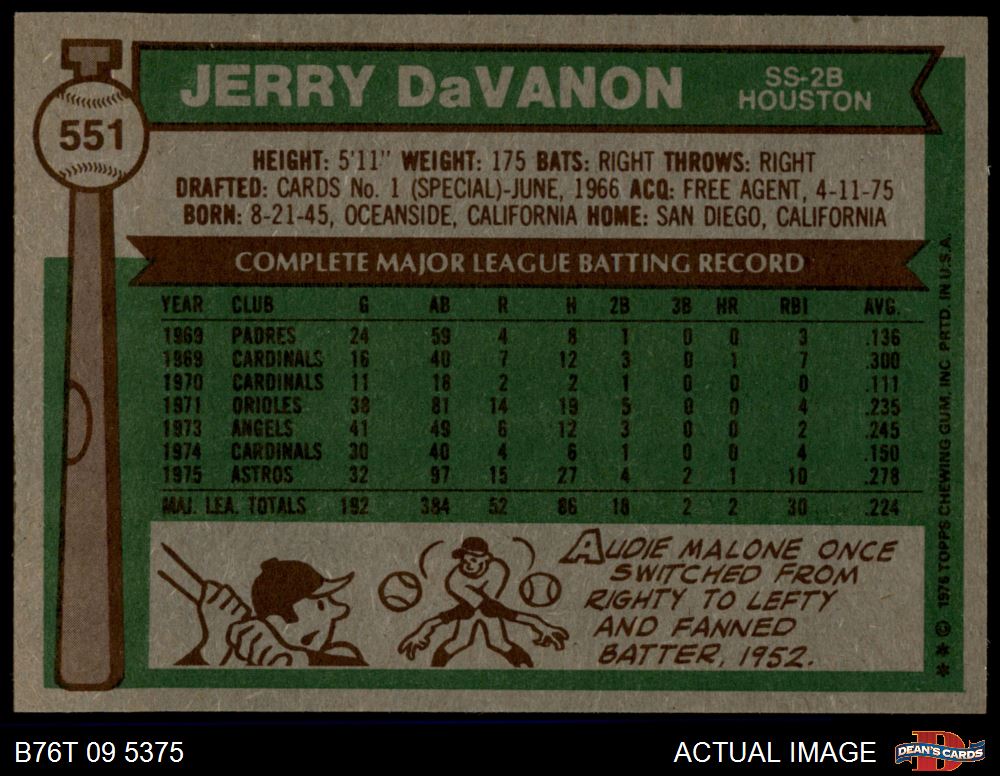 551
JERRY DaVANON
SS-2B
HOUSTON
HEIGHT: 5'11" WEIGHT: 175 BATS: RIGHT THROWS: RIGHT
DRAFTED: CARDS No. 1 (SPECIAL)-JUNE, 1966 ACQ: FREE AGENT, 4-11-75
BORN: 8-21-45, OCEANSIDE, CALIFORNIA HOME: SAN DIEGO, CALIFORNIA
COMPLETE MAJOR LEAGUE BATTING RECORD
YEAR CLUB G AB R H 2B 3B HR RBI AVG.
1969 PADRES 24 59 4 8 1 0 0 3 .136
1969 CARDINALS 16 40 7 12 3 0 1 7 .300
1970 CARDINALS 11 18 2 2 1 0 0 0 .111
1971 ORIOLES 38 81 14 19 5 0 0 4 .235
1973 ANGELS 41 49 6 12 3 0 0 2 .245
1974 CARDINALS 30 40 4 6 1 0 0 4 .150
1975 ASTROS 32 97 15 27 4 2 1 10 .278
MAJ. LEA. TOTALS 192 384 52 86 18 2 2 30 .224
AUDIE MALONE ONCE
SWITCHED FROM
RIGHTY TO LEFTY
AND FANNED
BATTER, 1952.
* * © 1976 TOPPS CHEWING GUM, INC. PRTD. IN U.S.A.
B76T 09 5375
ACTUAL IMAGE
DEAN'S CARDS